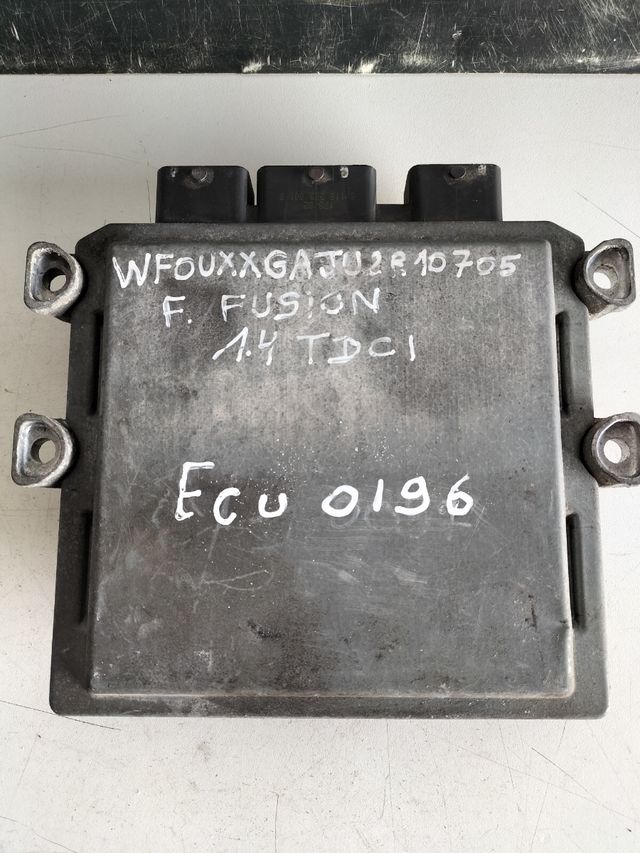 WF0UXXGAJU2R10705
F. FUSION
1.4 TDCI
ECU 0196